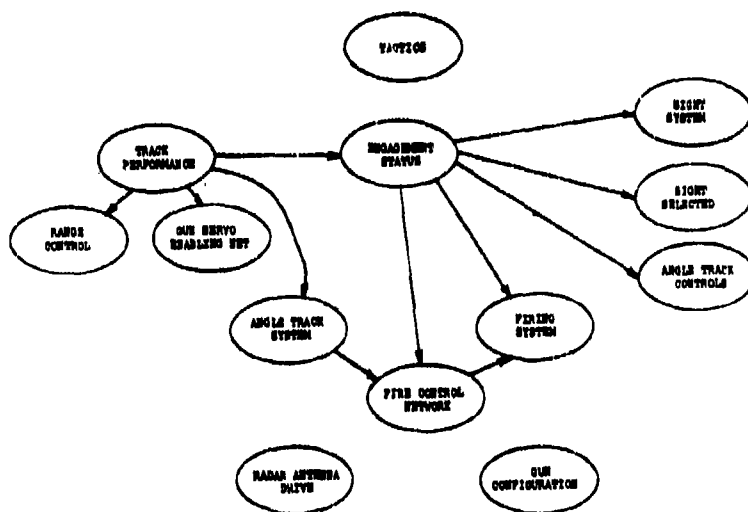 TACTICS
SIGHT
SYSTEM
TRACK
PERFORMANCE
ENGAGEMENT
STATUS
SIGHT
SELECTED
RANGE
CONTROL
GUN SERVO
ENABLING NET
ANGLE TRACK
CONTROLS
ANGLE TRACK
SYSTEM
FIRING
SYSTEM
FIRE CONTROL
NETWORK
RADAR ANTENNA
DRIVE
GUN
CONFIGURATION